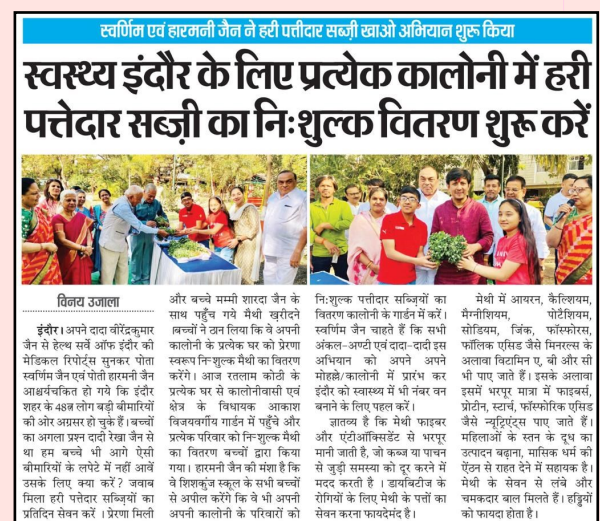 स्वर्णिम एवं हारमनी जैन ने हरी पत्तीदार सब्ज़ी खाओ अभियान शुरू किया
स्वस्थ्य इंदौर के लिए प्रत्येक कालोनी में हरी
पत्तेदार सब्ज़ी का निःशुल्क वितरण शुरू करें
विनय उजाला
इंदौर। अपने दादा वीरेंद्रकुमार
जैन से हेल्थ सर्वे ऑफ इंदौर की
मेडिकल रिपोर्ट्स सुनकर पोता
स्वर्णिम जैन एवं पोती हारमनी जैन
आश्चर्यचकित हो गये कि इंदौर
शहर के 48% लोग बड़ी बीमारियों
की ओर अग्रसर हो चुके हैं।बच्चों
का अगला प्रश्न दादी रेखा जैन से
था हम बच्चे भी आगे ऐसी
बीमारियों के लपेटे में नहीं आवें
उसके लिए क्या करें? जवाब
मिला हरी पत्तेदार सब्जियों का
प्रतिदिन सेवन करें । प्रेरणा मिली
और बच्चे मम्मी शारदा जैन के
साथ पहुँच गये मैथी ख़रीदने
।बच्चों ने ठान लिया कि वे अपनी
कालोनी के प्रत्येक घर को प्रेरणा
स्वरूप निःशुल्क मैथी का वितरण
करेंगे। आज रतलाम कोठी के
प्रत्येक घर से कालोनीवासी एवं
क्षेत्र के विधायक आकाश
विजयवर्गीय गार्डन में पहुँचे और
प्रत्येक परिवार को निःशुल्क मैथी
का वितरण बच्चों द्वारा किया
गया। हारमनी जैन की मंशा है कि
वे शिशकुंज स्कूल के सभी बच्चों
से अपील करेंगि कि वे भी अपनी
अपनी कालोनी के परिवारों को
निःशुल्क पत्तीदार सब्ज़ियों का
वितरण कालोनी के गार्डन में करें।
स्वर्णिम जैन चाहते हैं कि सभी
अंकल-अण्टी एवं दादा-दादी इस
अभियान को अपने अपने
मोहल्ले/कालोनी में प्रारंभ कर
इंदौर को स्वास्थ्य में भी नंबर वन
बनाने के लिए पहल करें।
ज्ञातव्य है कि मेथी फाइबर
और एंटीऑक्सिडेंट से भरपूर
मानी जाती है, जो कब्ज या पाचन
से जुड़ी समस्या को दूर करने में
मदद करती है । डायबिटीज के
रोगियों के लिए मेथी के पत्तों का
सेवन करना फायदेमंद है।
मेथी में आयरन, कैल्शियम,
मैग्नीशियम, पोटैशियम,
सोडियम, जिंक, फॉस्फोरस,
फॉलिक एसिड जैसे मिनरल्स के
अलावा विटामिन ए, बी और सी
भी पाए जाते हैं। इसके अलावा
इसमें भरपूर मात्रा में फाइबर्स,
प्रोटीन, स्टार्च, फॉस्फोरिक एसिड
जैसे न्यूट्रिएंट्स पाए जाते हैं।
महिलाओं के स्तन के दूध का
उत्पादन बढ़ाना, मासिक धर्म की
ऐंठन से राहत देने में सहायक है।
मेथी के सेवन से लंबे और
चमकदार बाल मिलते हैं। हड्डियों
को फायदा होता है।